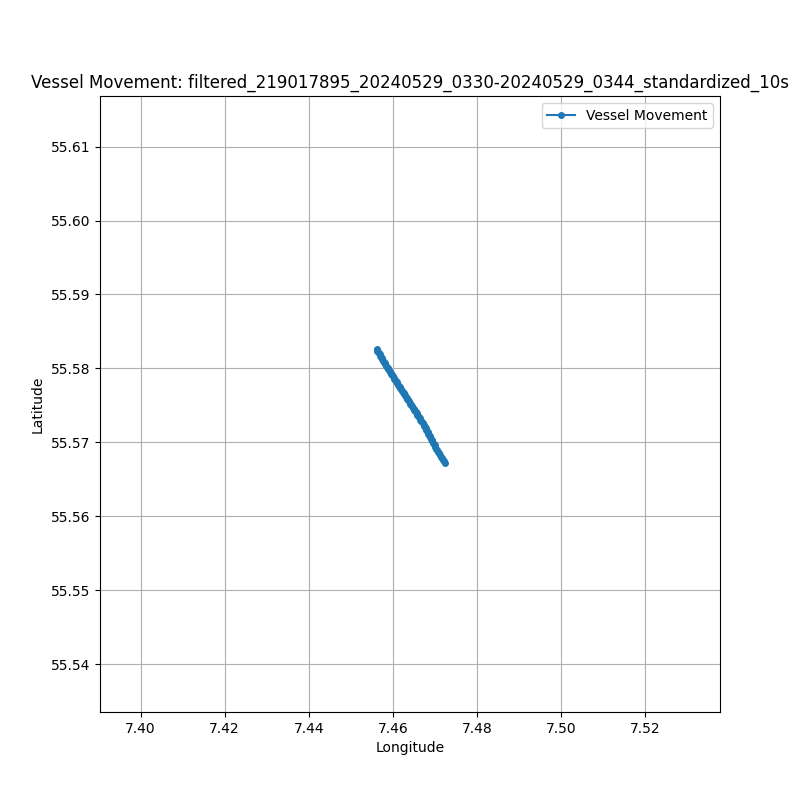 Vessel Movement: filtered_219017895_20240529_0330-20240529_0344_standardized_10s
Vessel Movement
55.61
55.60
55.59
55.58
55.57
55.56
55.55
55.54
Latitude
7.40 7.42 7.44 7.46 7.48 7.50 7.52
Longitude